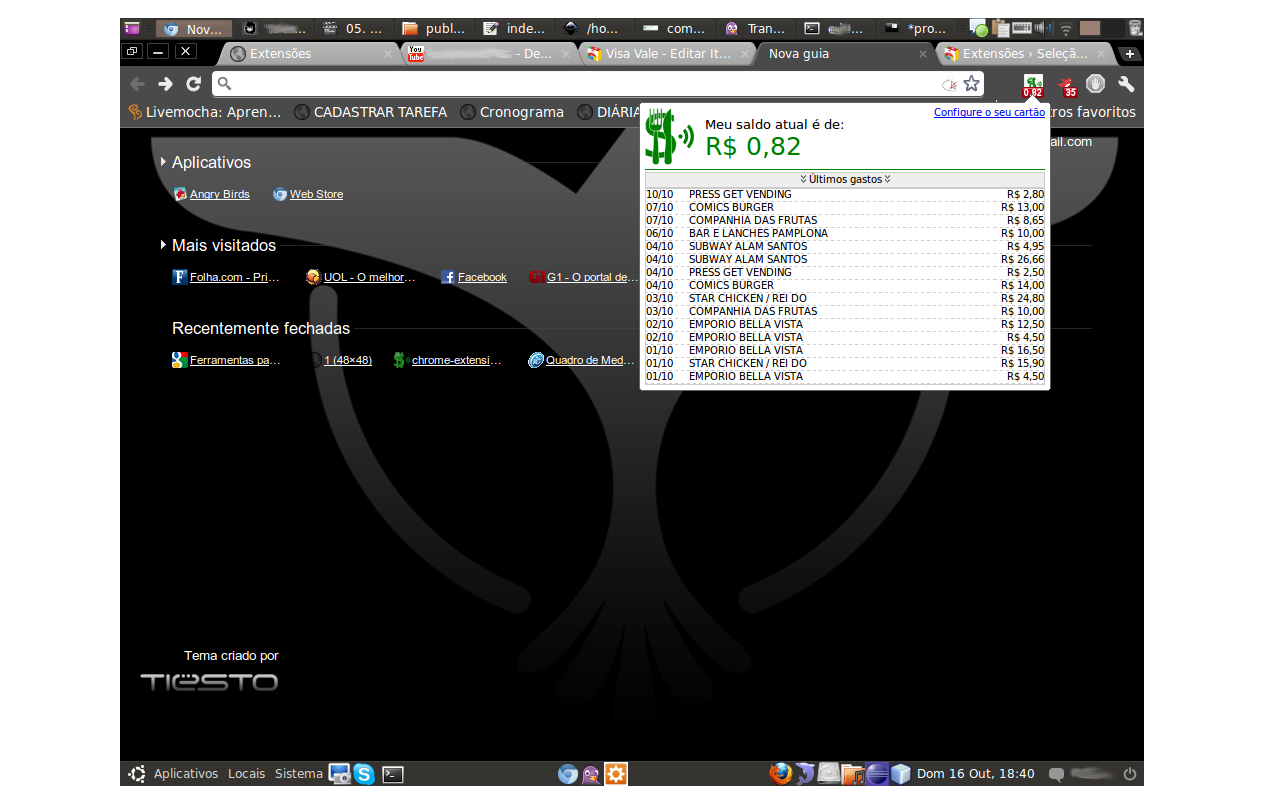 Nov...
05. ...
publ...
inde...
/ho...
com...
Tran...
*pro...
Extensões
- De...
Visa Vale - Editar It...
Nova guia
Extensões › Seleçã...
0,82
35
Livemocha: Apren...
CADASTRAR TAREFA
Cronograma
DIÁRIA
tros favoritos
ail.com
Configure o seu cartão
Meu saldo atual é de:
R$ 0,82
Últimos gastos
10/10 PRESS GET VENDING R$ 2,80
07/10 COMICS BURGER R$ 13,00
07/10 COMPANHIA DAS FRUTAS R$ 8,65
06/10 BAR E LANCHES PAMPLONA R$ 10,00
04/10 SUBWAY ALAM SANTOS R$ 4,95
04/10 SUBWAY ALAM SANTOS R$ 26,66
04/10 PRESS GET VENDING R$ 2,50
04/10 COMICS BURGER R$ 14,00
03/10 STAR CHICKEN / REI DO R$ 24,80
03/10 COMPANHIA DAS FRUTAS R$ 10,00
02/10 EMPORIO BELLA VISTA R$ 12,50
02/10 EMPORIO BELLA VISTA R$ 4,50
01/10 EMPORIO BELLA VISTA R$ 16,50
01/10 STAR CHICKEN / REI DO R$ 15,90
01/10 EMPORIO BELLA VISTA R$ 4,50
Aplicativos
Angry Birds
Web Store
Mais visitados
Folha.com - Pri...
UOL - O melhor...
Facebook
G1 - O portal de...
Recentemente fechadas
Ferramentas pa...
1 (48×48)
chrome-extensi...
Quadro de Med...
Tema criado por
TIËSTO
Aplicativos Locais Sistema
Dom 16 Out, 18:40